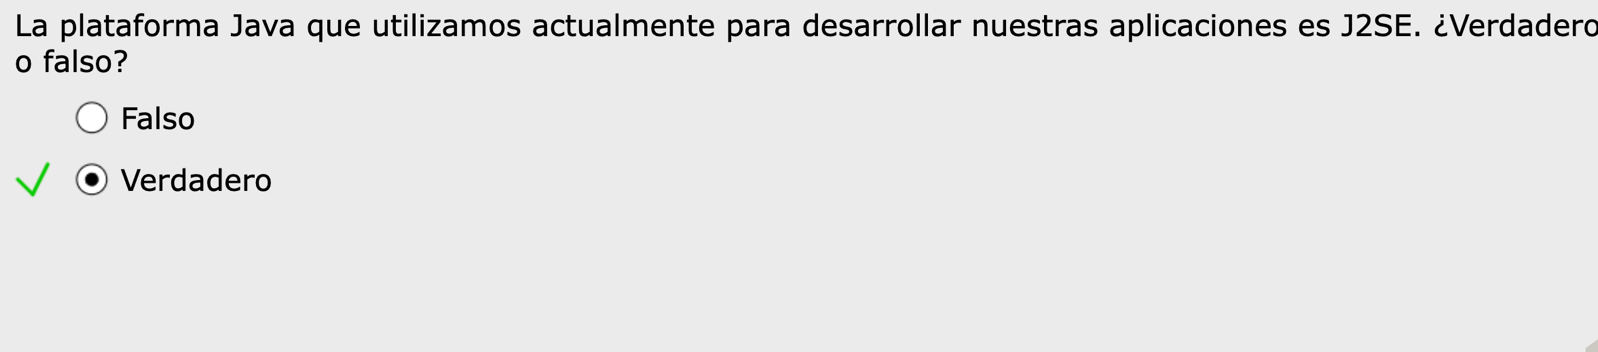 La plataforma Java que utilizamos actualmente para desarrollar nuestras aplicaciones es J2SE. ¿Verdadero
o falso?
Falso
Verdadero